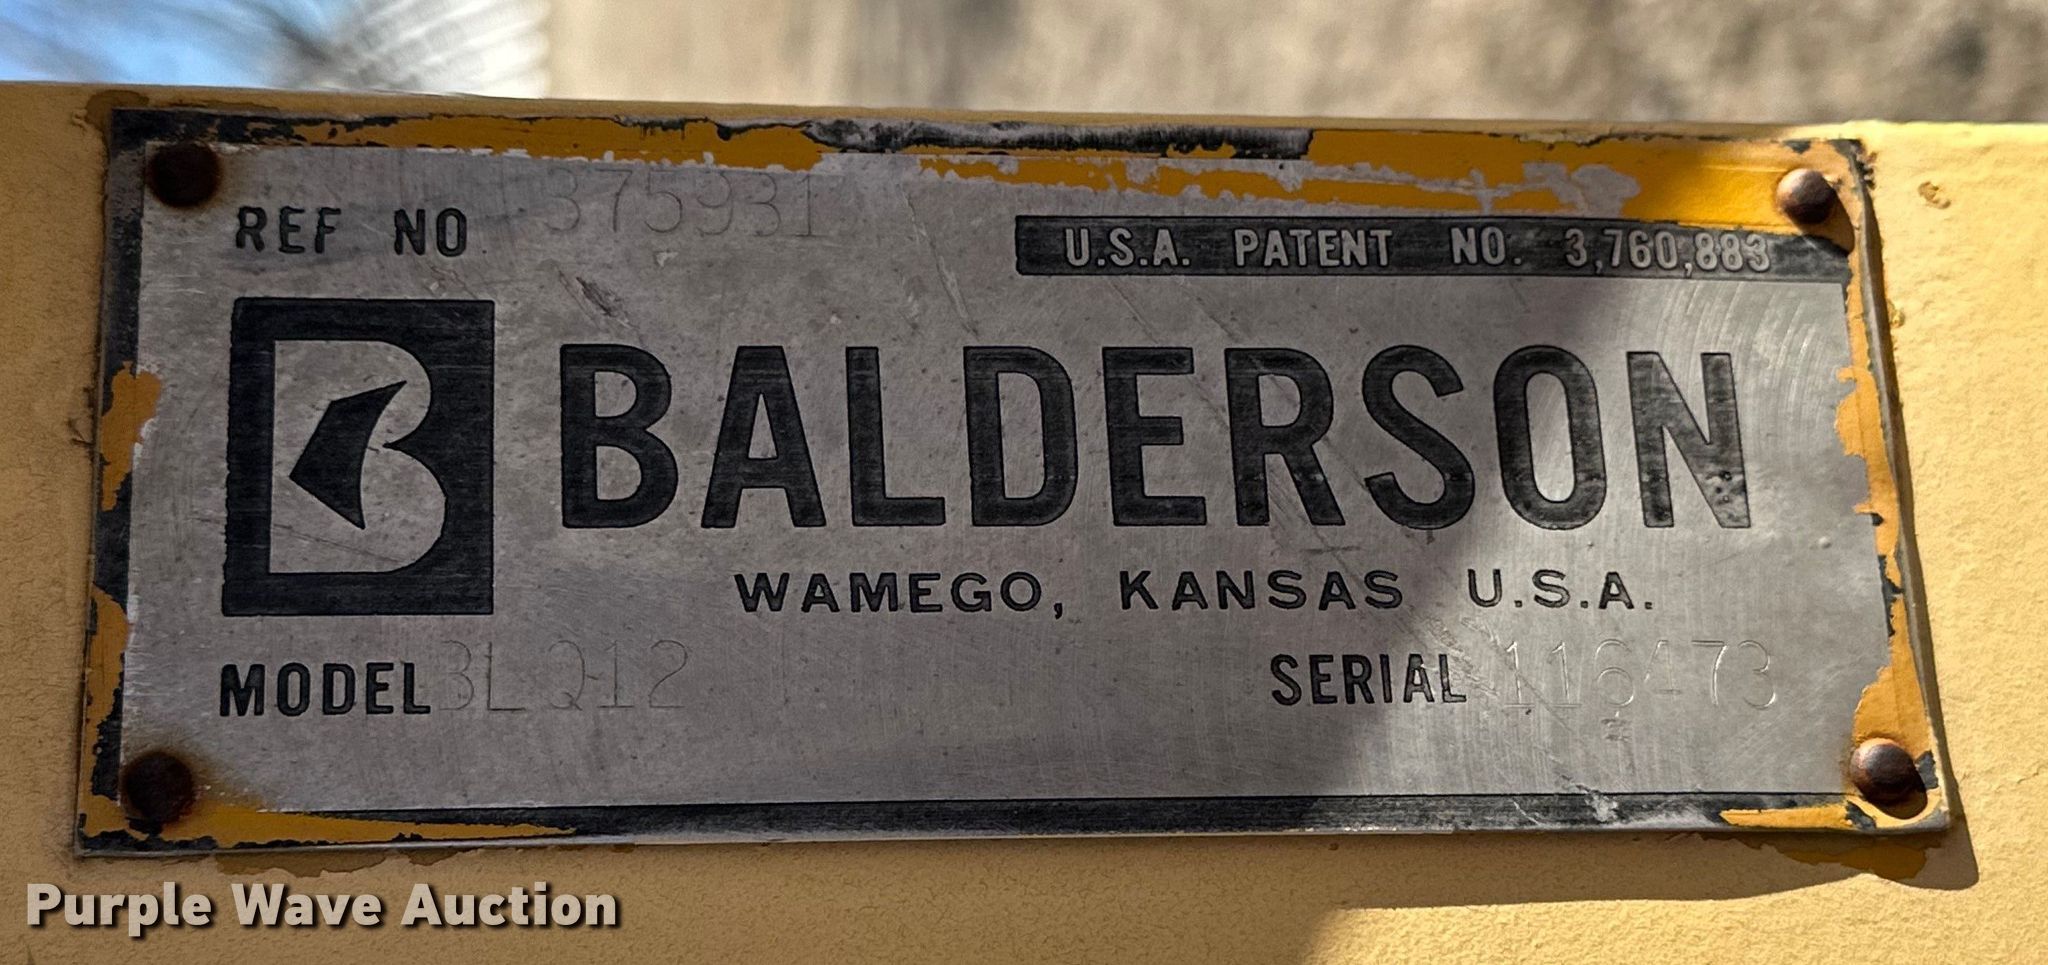 REF NO 375931
U.S.A. PATENT NO. 3,760,883
B
BALDERSON
WAMEGO, KANSAS U.S.A.
MODEL BLQ12
SERIAL 116473
Purple Wave Auction